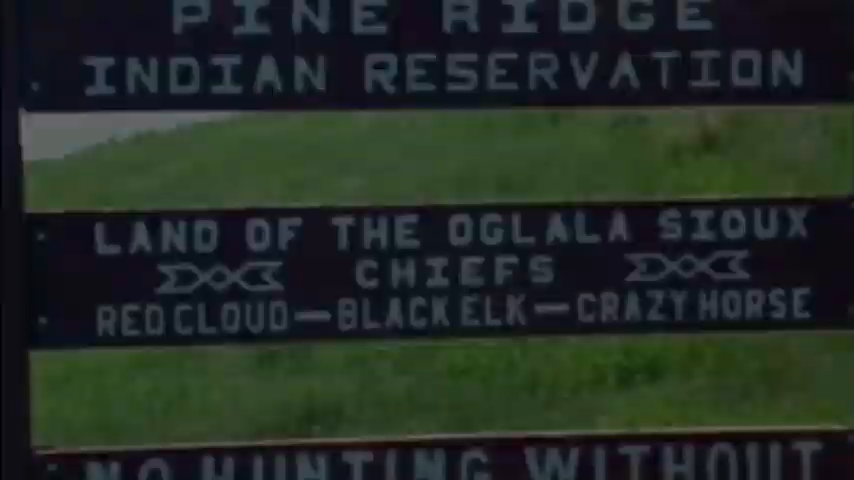 PINE RIDGE
INDIAN RESERVATION
LAND OF THE OGLALA SIOUX
CHIEFS
RED CLOUD—BLACK ELK—CRAZY HORSE
NO HUNTING WITHOUT